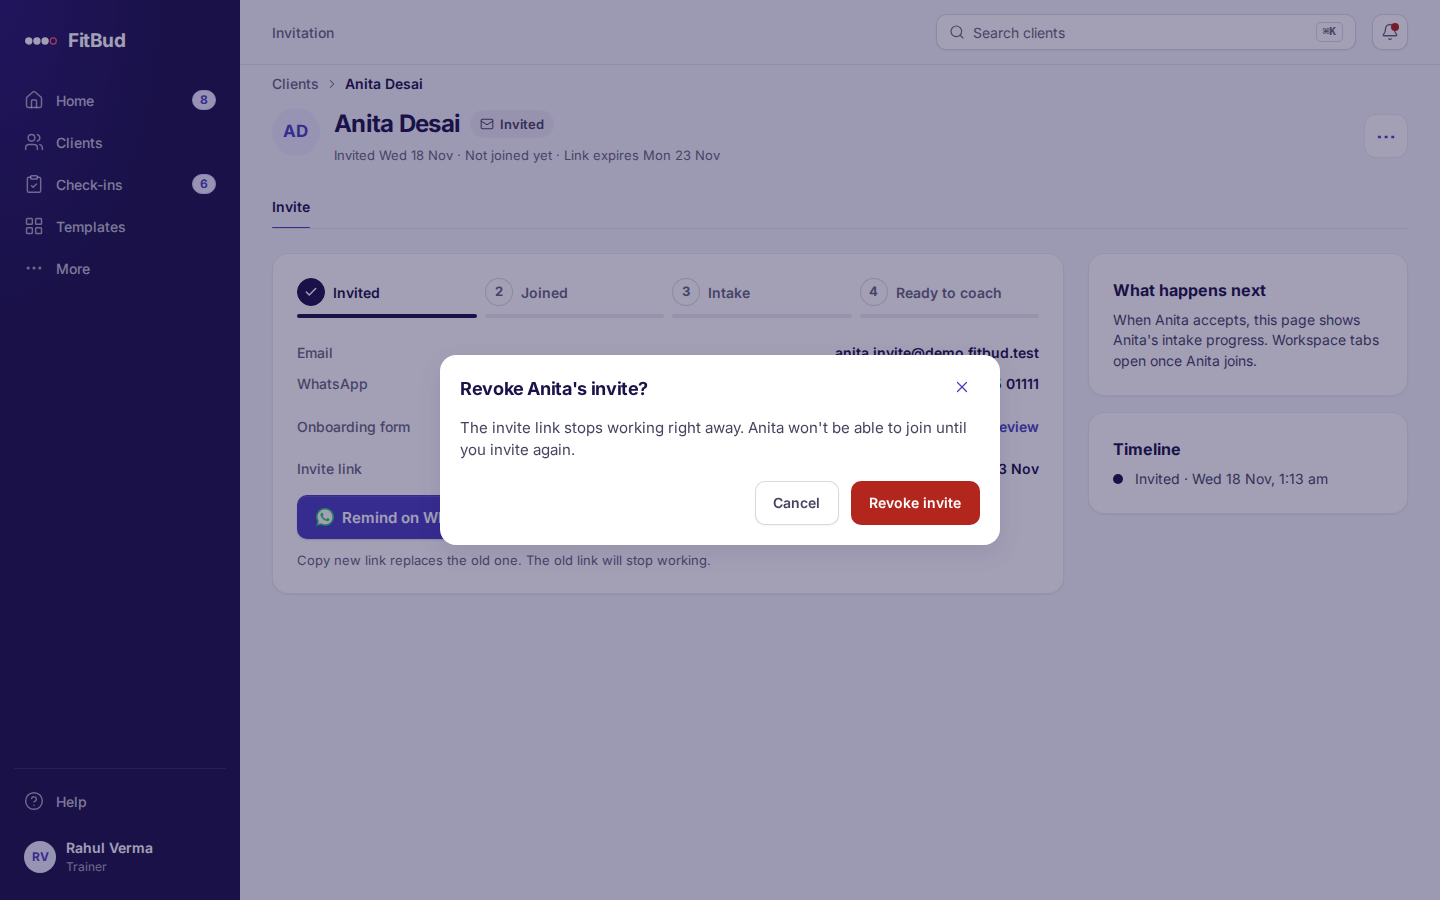 FitBud
Home 8
Clients
Check-ins 6
Templates
More
Help
RV
Rahul Verma
Trainer
Invitation
Search clients
⌘K
Clients > Anita Desai
AD
Anita Desai
Invited
Invited Wed 18 Nov · Not joined yet · Link expires Mon 23 Nov
Invite
Invited
2 Joined
3 Intake
4 Ready to coach
Email anita.invite@demo.fitbud.test
WhatsApp 01111
Onboarding form
Invite link 3 Nov
Remind on
Copy new link replaces the old one. The old link will stop working.
Revoke Anita's invite?
The invite link stops working right away. Anita won't be able to join until
you invite again.
Cancel
Revoke invite
What happens next
When Anita accepts, this page shows
Anita's intake progress. Workspace tabs
open once Anita joins.
Timeline
Invited · Wed 18 Nov, 1:13 am